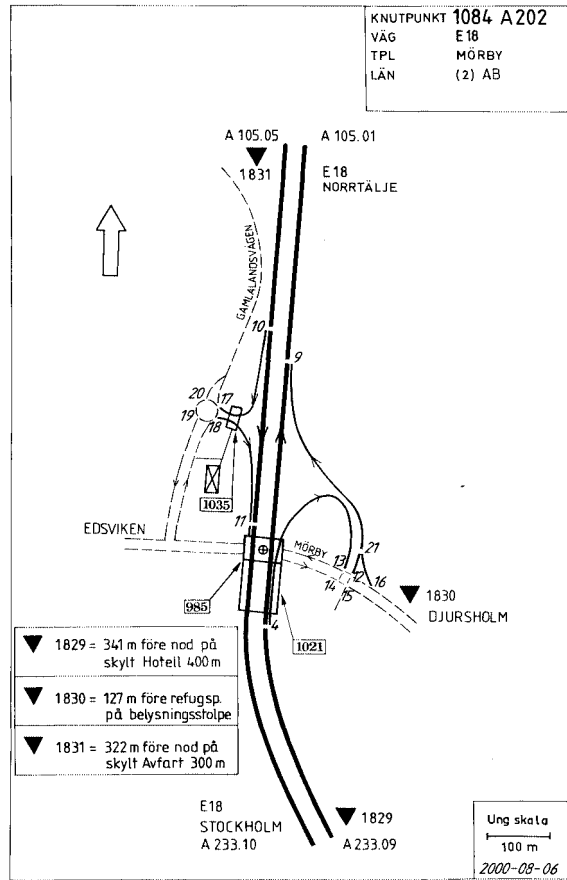 KNUTPUNKT 1084 A202
VÄG E18
TPL MÖRBY
LÄN (2) AB
A 105.05 A 105.01
1831
E18
NORRTÄLJE
GAMLALANDSVÄGEN
10
9
20 17
19 18
1035
11
EDSVIKEN
MÖRBY
13 21
14 12 16
15
1830
DJURSHOLM
985
4
1021
1829 = 341 m före nod på
skylt Hotell 400 m
1830 = 127 m före refugsp.
på belysningsstolpe
1831 = 322 m före nod på
skylt Avfart 300 m
E18
STOCKHOLM
A 233.10
1829
A 233.09
Ung skala
100 m
2000-08-06